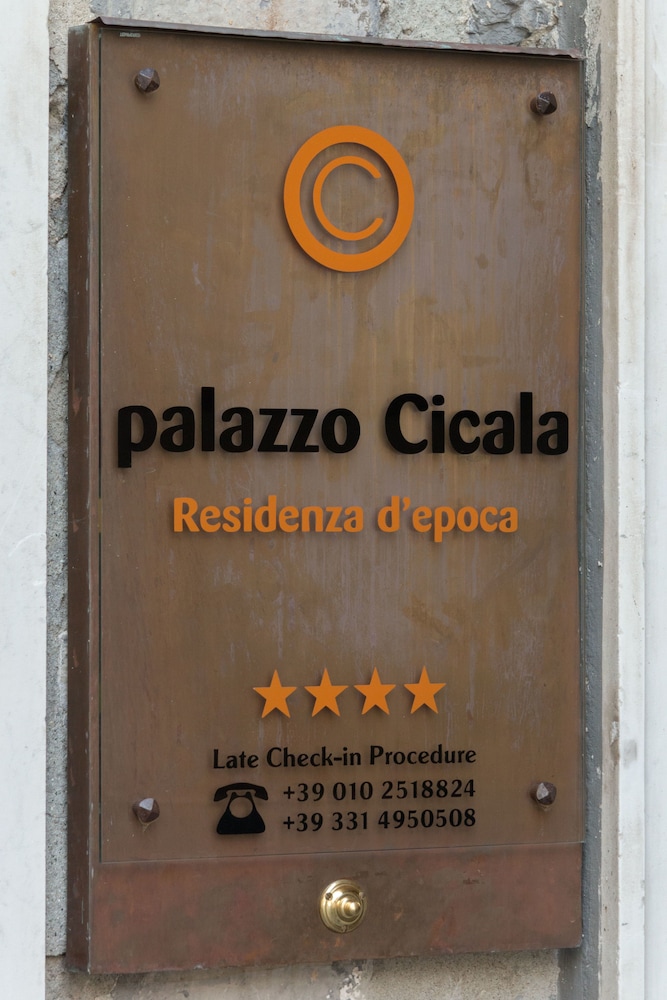 ©
palazzo Cicala
Residenza d'epoca
Late Check-in Procedure
+39 010 2518824
+39 331 4950508